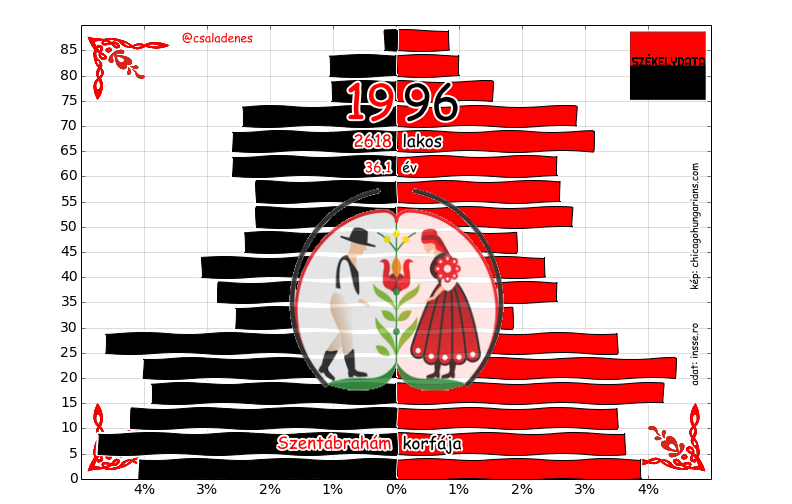 @csaladenes
SZÉKELYDATA
1996
2618 lakos
36.1 év
kép: chicagohungarians.com
adat: insse.ro
Szentábrahám korfája
85
80
75
70
65
60
55
50
45
40
35
30
25
20
15
10
5
0
4% 3% 2% 1% 0% 1% 2% 3% 4%